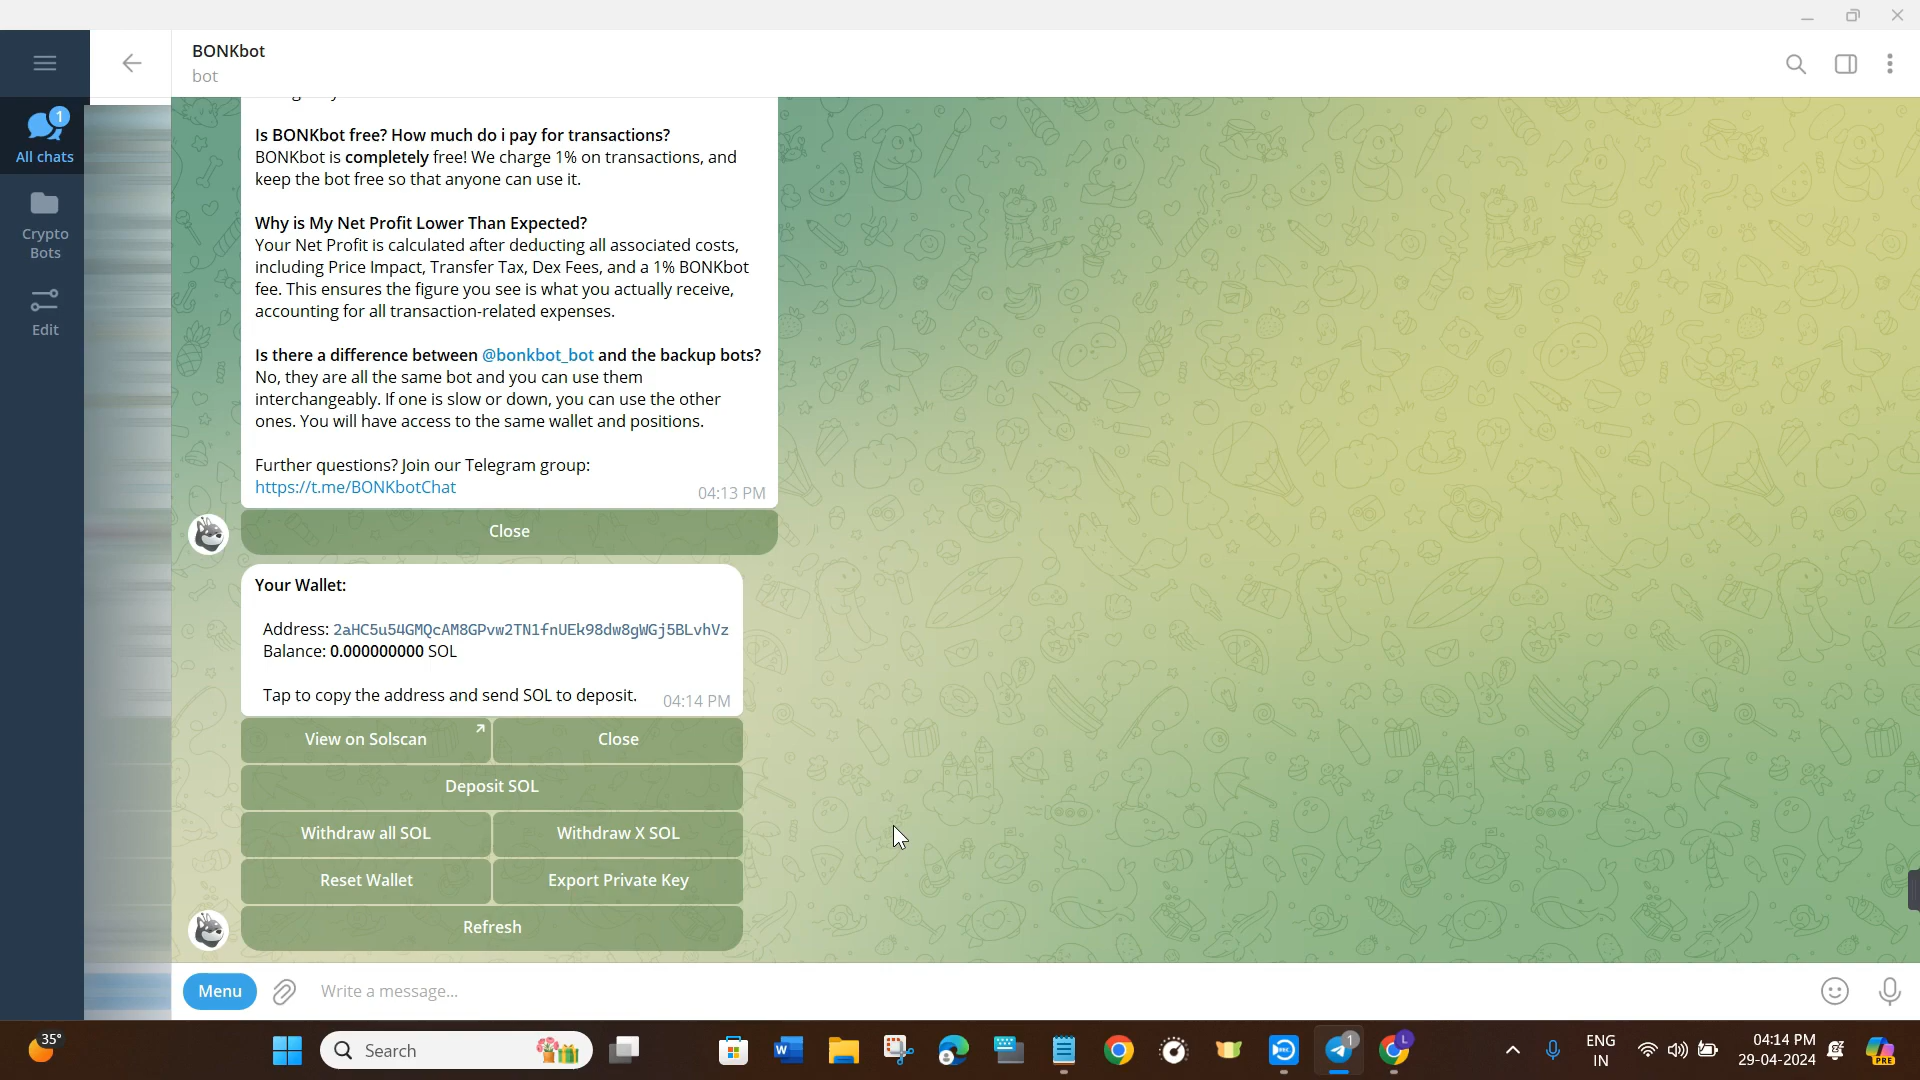 BONKbot
bot
1
All chats
Crypto
Bots
Edit
Is BONKbot free? How much do i pay for transactions?
BONKbot is completely free! We charge 1% on transactions, and
keep the bot free so that anyone can use it.
Why is My Net Profit Lower Than Expected?
Your Net Profit is calculated after deducting all associated costs,
including Price Impact, Transfer Tax, Dex Fees, and a 1% BONKbot
fee. This ensures the figure you see is what you actually receive,
accounting for all transaction-related expenses.
Is there a difference between @bonkbot_bot and the backup bots?
No, they are all the same bot and you can use them
interchangeably. If one is slow or down, you can use the other
ones. You will have access to the same wallet and positions.
Further questions? Join our Telegram group:
https://t.me/BONKbotChat
04:13 PM
Close
Your Wallet:
Address: 2aHC5u54GMQcAM8GPvw2TN1fnUEk98dw8gWGj5BLvhVz
Balance: 0.000000000 SOL
Tap to copy the address and send SOL to deposit.
04:14 PM
View on Solscan
Close
Deposit SOL
Withdraw all SOL
Withdraw X SOL
Reset Wallet
Export Private Key
Refresh
Menu
Write a message...
35°
Search
W
1
L
ENG
IN
04:14 PM
29-04-2024
PRE